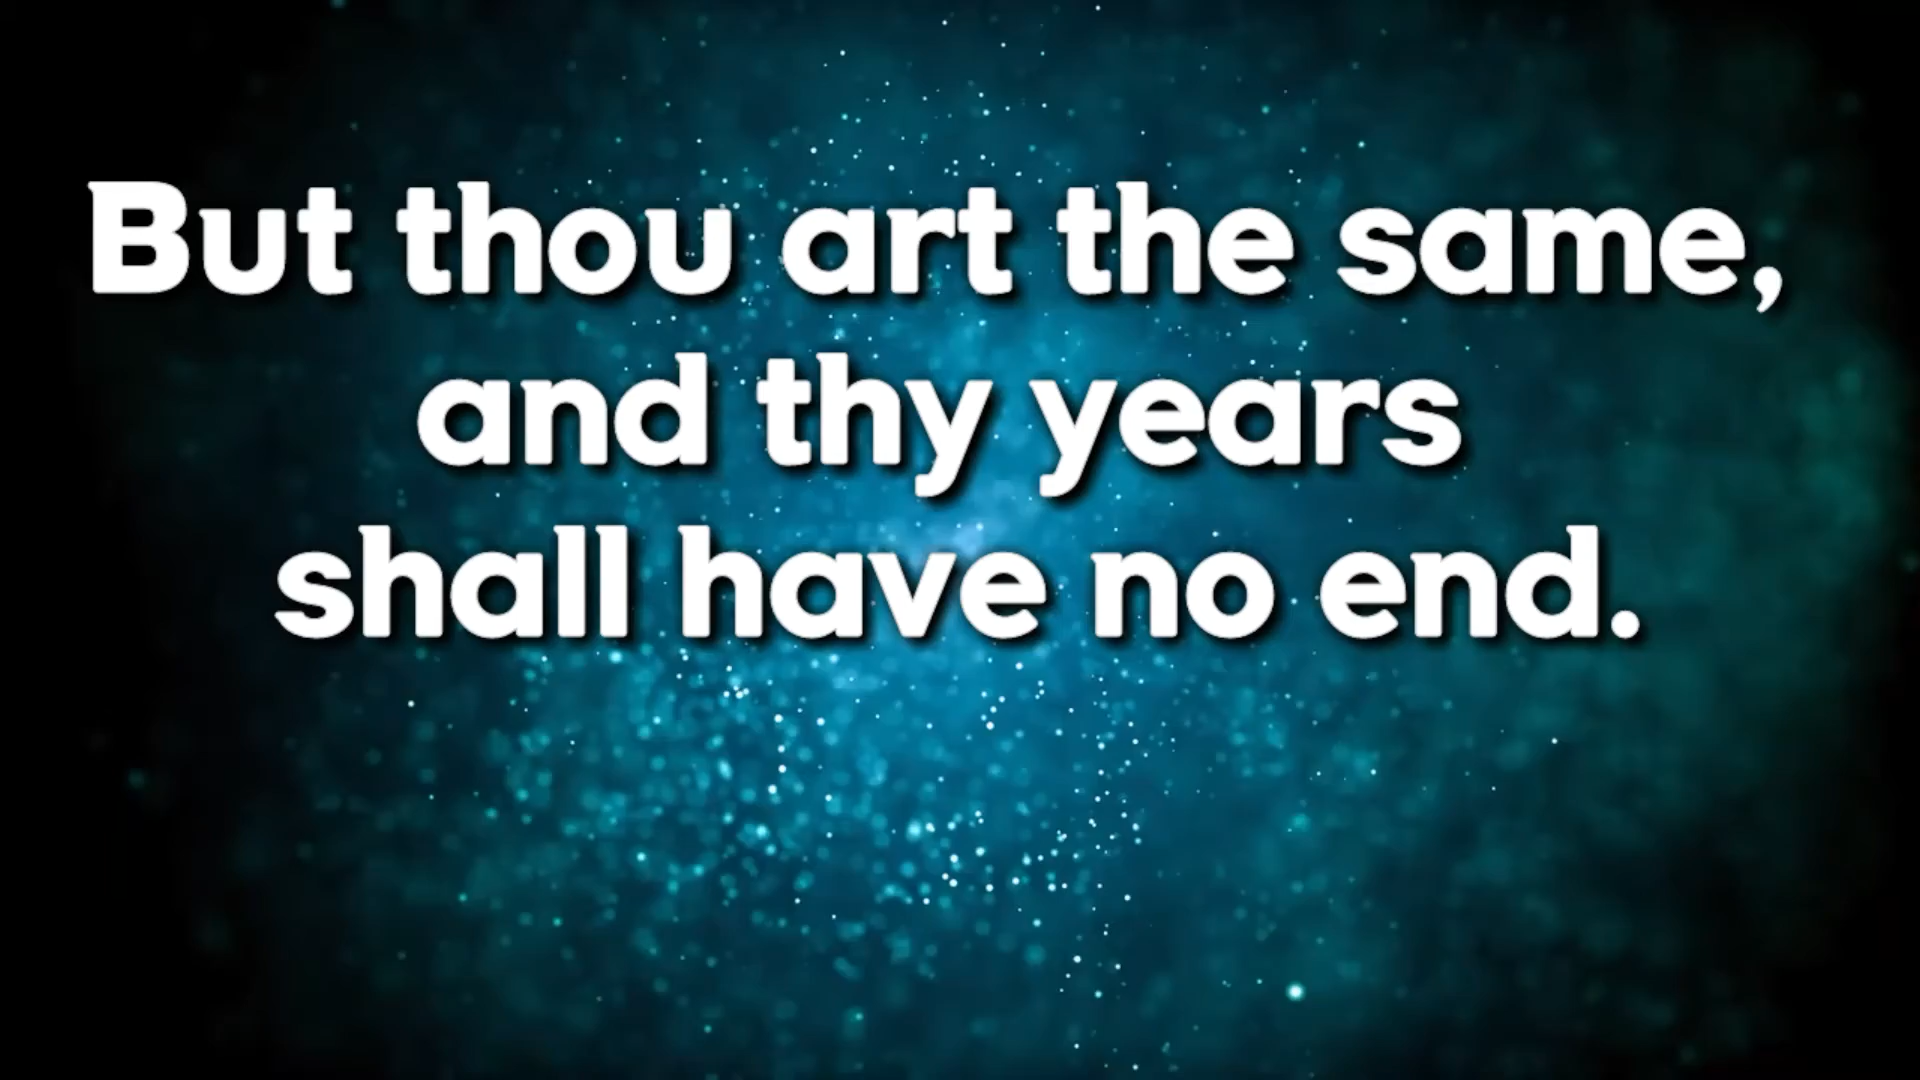 But thou art the same,
and thy years
shall have no end.